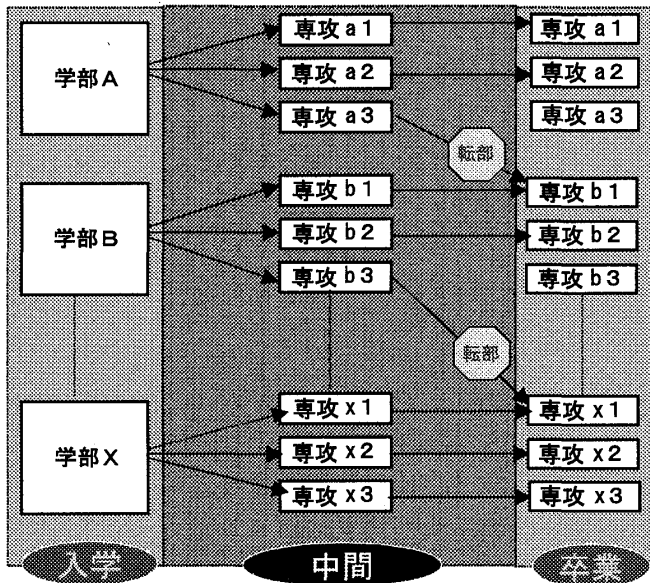 学部A
専攻a1
専攻a2
専攻a3
専攻a1
専攻a2
専攻a3
転部
学部B
専攻b1
専攻b2
専攻b3
専攻b1
専攻b2
専攻b3
転部
学部X
専攻x1
専攻x2
専攻x3
専攻x1
専攻x2
専攻x3
入学
中間
卒業